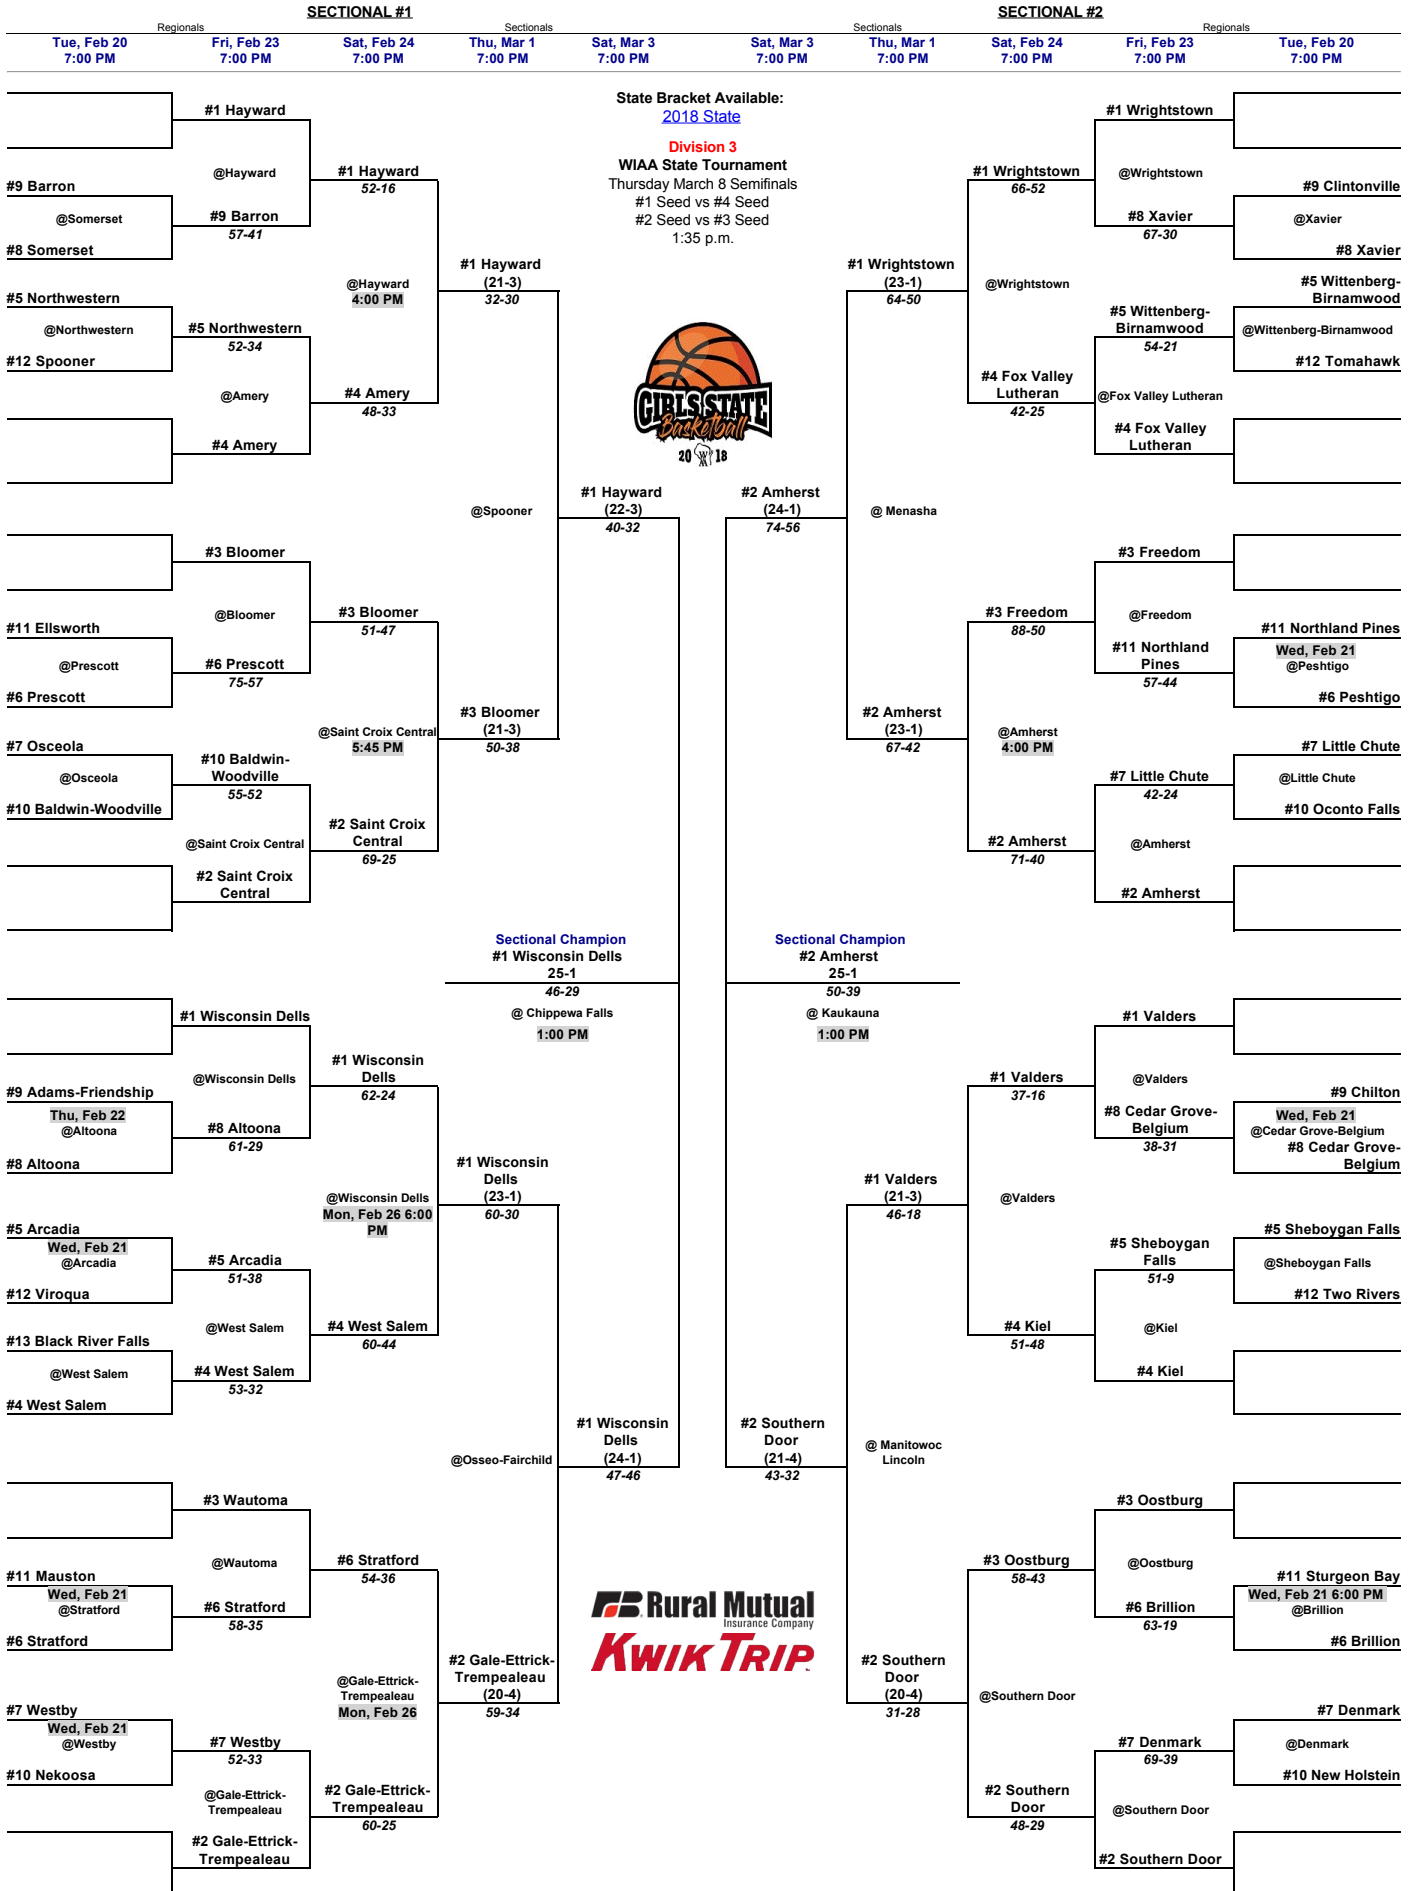 SECTIONAL #1
SECTIONAL #2
Regionals
Sectionals
Sectionals
Regionals
Tue, Feb 20
7:00 PM
Fri, Feb 23
7:00 PM
Sat, Feb 24
7:00 PM
Thu, Mar 1
7:00 PM
Sat, Mar 3
7:00 PM
Sat, Mar 3
7:00 PM
Thu, Mar 1
7:00 PM
Sat, Feb 24
7:00 PM
Fri, Feb 23
7:00 PM
Tue, Feb 20
7:00 PM
State Bracket Available:
2018 State
Division 3
WIAA State Tournament
Thursday March 8 Semifinals
#1 Seed vs #4 Seed
#2 Seed vs #3 Seed
1:35 p.m.
GIRLS STATE
Basketball
20 18
#9 Barron
@Somerset
#8 Somerset
#5 Northwestern
@Northwestern
#12 Spooner
#11 Ellsworth
@Prescott
#6 Prescott
#7 Osceola
@Osceola
#10 Baldwin-Woodville
#9 Adams-Friendship
Thu, Feb 22
@Altoona
#8 Altoona
#5 Arcadia
Wed, Feb 21
@Arcadia
#12 Viroqua
#13 Black River Falls
@West Salem
#4 West Salem
#11 Mauston
Wed, Feb 21
@Stratford
#6 Stratford
#7 Westby
Wed, Feb 21
@Westby
#10 Nekoosa
#1 Hayward
@Hayward
#9 Barron
57-41
#5 Northwestern
52-34
@Amery
#4 Amery
#3 Bloomer
@Bloomer
#6 Prescott
75-57
#10 Baldwin-
Woodville
55-52
@Saint Croix Central
#2 Saint Croix
Central
#1 Wisconsin Dells
@Wisconsin Dells
#8 Altoona
61-29
#5 Arcadia
51-38
@West Salem
#4 West Salem
53-32
#3 Wautoma
@Wautoma
#6 Stratford
58-35
#7 Westby
52-33
@Gale-Ettrick-
Trempealeau
#2 Gale-Ettrick-
Trempealeau
#1 Hayward
52-16
@Hayward
4:00 PM
#4 Amery
48-33
#3 Bloomer
51-47
@Saint Croix Central
5:45 PM
#2 Saint Croix
Central
69-25
#1 Wisconsin
Dells
62-24
@Wisconsin Dells
Mon, Feb 26 6:00
PM
#4 West Salem
60-44
#6 Stratford
54-36
@Gale-Ettrick-
Trempealeau
Mon, Feb 26
#2 Gale-Ettrick-
Trempealeau
60-25
#1 Hayward
(21-3)
32-30
@Spooner
#3 Bloomer
(21-3)
50-38
#1 Wisconsin
Dells
(23-1)
60-30
@Osseo-Fairchild
#2 Gale-Ettrick-
Trempealeau
(20-4)
59-34
#1 Hayward
(22-3)
40-32
Sectional Champion
#1 Wisconsin Dells
25-1
46-29
@ Chippewa Falls
1:00 PM
#1 Wisconsin
Dells
(24-1)
47-46
Rural Mutual
Insurance Company
KWIK TRIP
#2 Amherst
(24-1)
74-56
Sectional Champion
#2 Amherst
25-1
50-39
@ Kaukauna
1:00 PM
#2 Southern
Door
(21-4)
43-32
#1 Wrightstown
(23-1)
64-50
@ Menasha
#2 Amherst
(23-1)
67-42
#1 Valders
(21-3)
46-18
@ Manitowoc
Lincoln
#2 Southern
Door
(20-4)
31-28
#1 Wrightstown
66-52
@Wrightstown
#4 Fox Valley
Lutheran
42-25
#3 Freedom
88-50
@Amherst
4:00 PM
#2 Amherst
71-40
#1 Valders
37-16
@Valders
#4 Kiel
51-48
#3 Oostburg
58-43
@Southern Door
#2 Southern
Door
48-29
#1 Wrightstown
@Wrightstown
#8 Xavier
67-30
#5 Wittenberg-
Birnamwood
54-21
@Fox Valley Lutheran
#4 Fox Valley
Lutheran
#3 Freedom
@Freedom
#11 Northland
Pines
57-44
#7 Little Chute
42-24
@Amherst
#2 Amherst
#1 Valders
@Valders
#8 Cedar Grove-
Belgium
38-31
#5 Sheboygan
Falls
51-9
@Kiel
#4 Kiel
#3 Oostburg
@Oostburg
#6 Brillion
63-19
#7 Denmark
69-39
@Southern Door
#2 Southern Door
#9 Clintonville
@Xavier
#8 Xavier
#5 Wittenberg-
Birnamwood
@Wittenberg-Birnamwood
#12 Tomahawk
#11 Northland Pines
Wed, Feb 21
@Peshtigo
#6 Peshtigo
#7 Little Chute
@Little Chute
#10 Oconto Falls
#9 Chilton
Wed, Feb 21
@Cedar Grove-Belgium
#8 Cedar Grove-
Belgium
#5 Sheboygan Falls
@Sheboygan Falls
#12 Two Rivers
#11 Sturgeon Bay
Wed, Feb 21 6:00 PM
@Brillion
#6 Brillion
#7 Denmark
@Denmark
#10 New Holstein